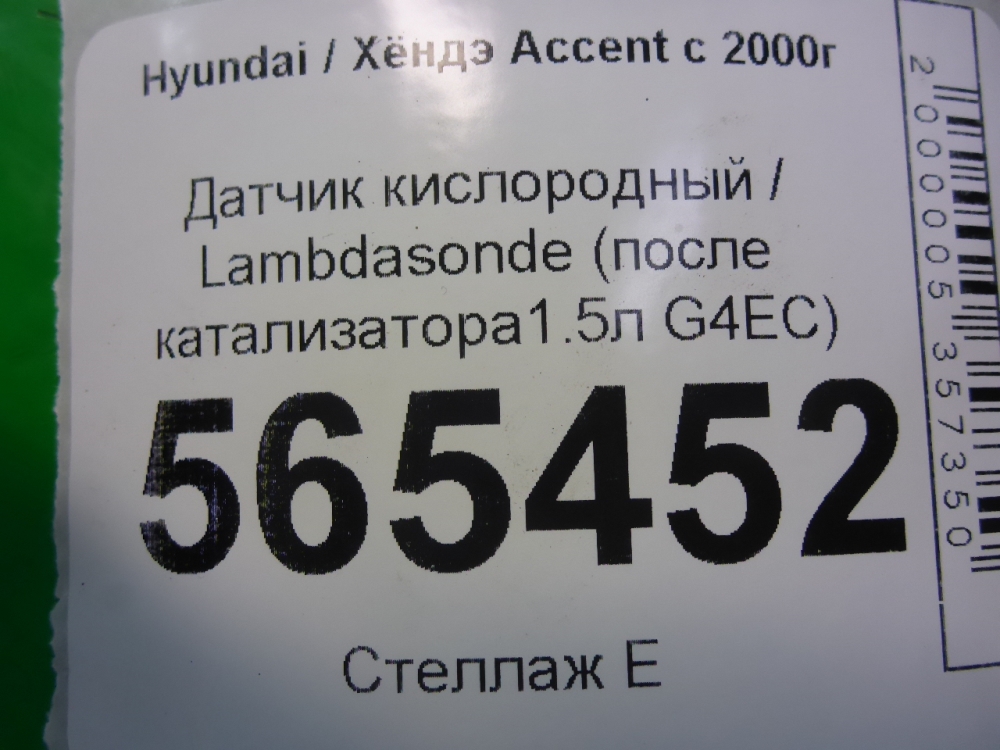 Hyundai / Хёндэ Accent с 2000г
Датчик кислородный /
Lambdasonde (после
катализатора1.5л G4EC)
565452
Стеллаж Е
2000005357350